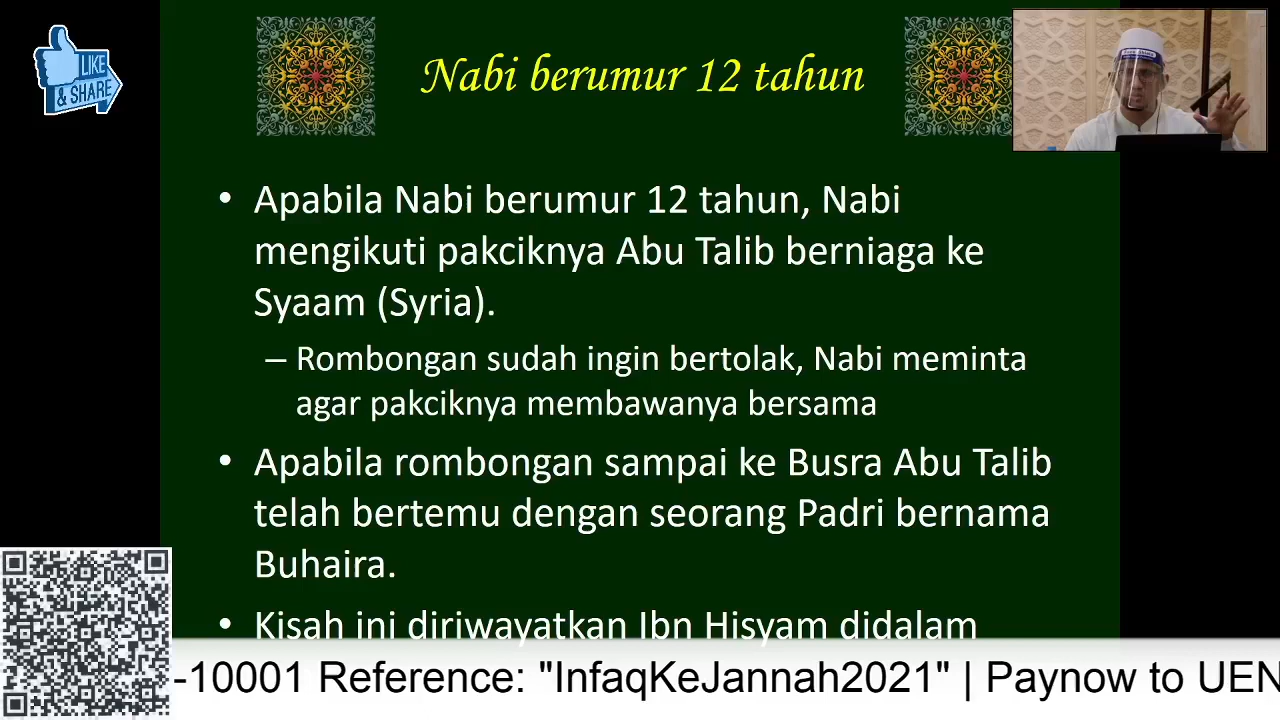 LIKE
& SHARE
Nabi berumur 12 tahun
• Apabila Nabi berumur 12 tahun, Nabi
mengikuti pakciknya Abu Talib berniaga ke
Syaam (Syria).
– Rombongan sudah ingin bertolak, Nabi meminta
agar pakciknya membawanya bersama
• Apabila rombongan sampai ke Busra Abu Talib
telah bertemu dengan seorang Padri bernama
Buhaira.
• Kisah ini diriwayatkan Ibn Hisyam didalam
-10001 Reference: "InfaqKeJannah2021" | Paynow to UEN